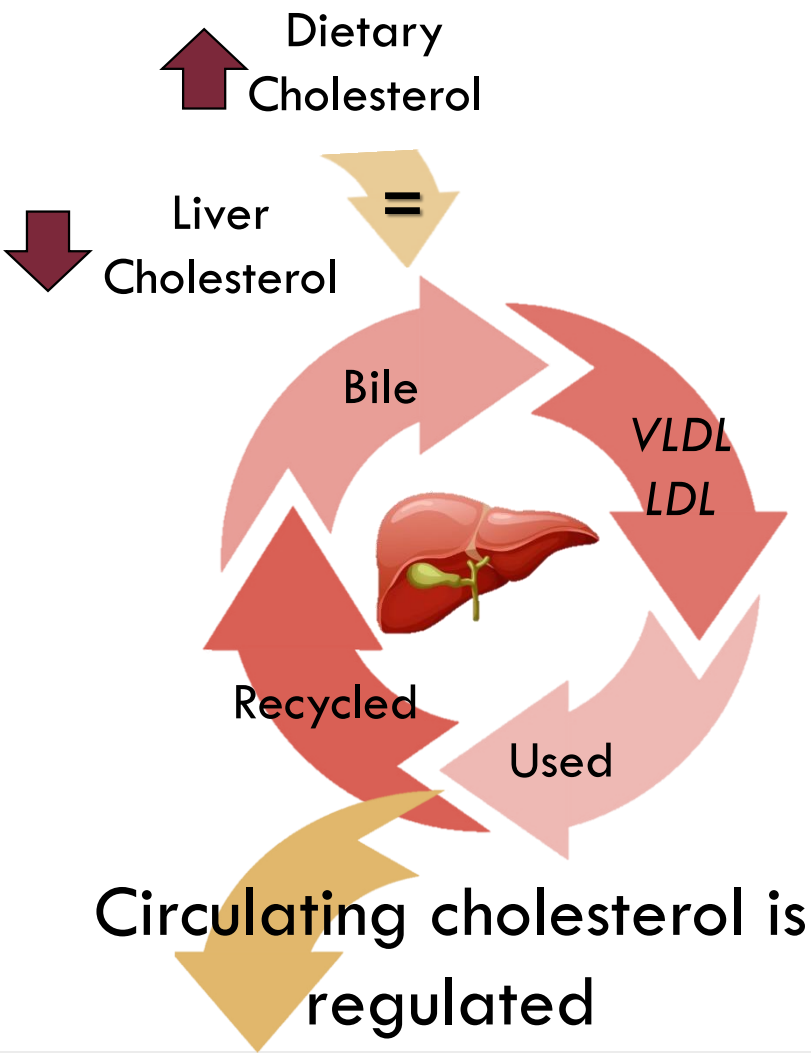 Dietary
Cholesterol
=
Liver
Cholesterol
Bile
VLDL
LDL
Recycled
Used
Circulating cholesterol is
regulated